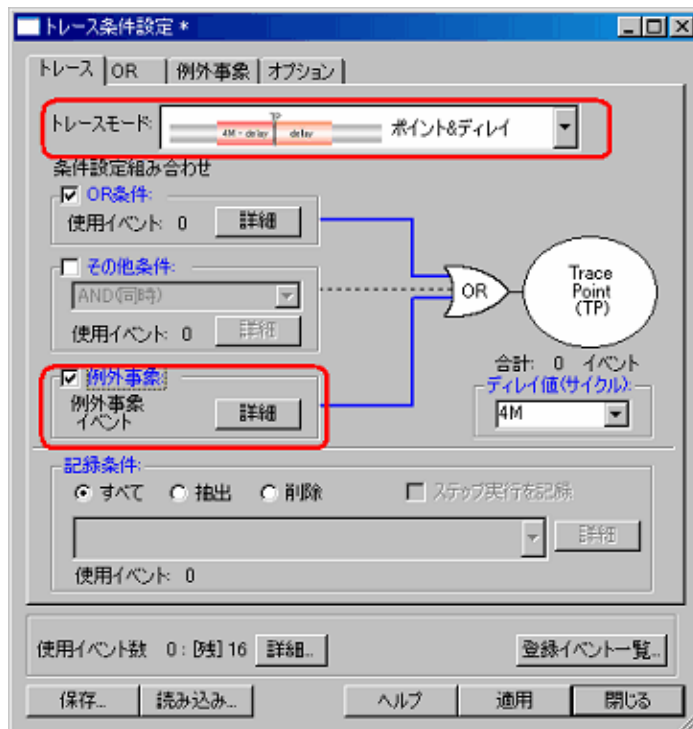 トレース条件設定 *
トレース OR 例外事象 オプション
トレースモード: TP 4M - delay delay ポイント&ディレイ
条件設定組み合わせ
OR条件:
使用イベント: 0 詳細
その他条件:
AND(同時)
使用イベント: 0 詳細
例外事象:
例外事象
イベント 詳細
OR
Trace
Point
(TP)
合計: 0 イベント
ディレイ値(サイクル):
4M
記録条件:
すべて 抽出 削除 ステップ実行を記録
詳細
使用イベント: 0
使用イベント数 0 : [残] 16 詳細... 登録イベント一覧...
保存... 読み込み... ヘルプ 適用 閉じる